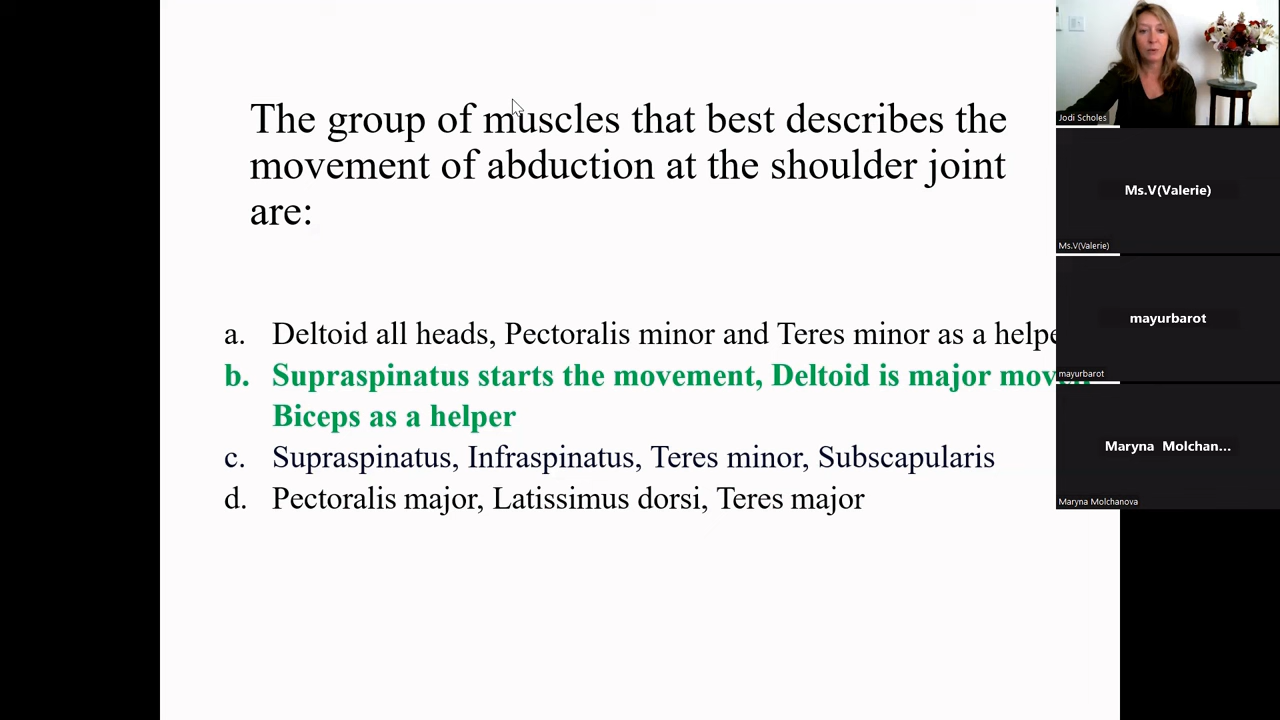 The group of muscles that best describes the
movement of abduction at the shoulder joint
are:
a. Deltoid all heads, Pectoralis minor and Teres minor as a
b. Supraspinatus starts the movement, Deltoid is major
Biceps as a helper
c. Supraspinatus, Infraspinatus, Teres minor, Subscapularis
d. Pectoralis major, Latissimus dorsi, Teres major
Jodi Scholes
Ms.V(Valerie)
Ms.V(Valerie)
mayurbarot
mayurbarot
Maryna Molchan...
Maryna Molchanova